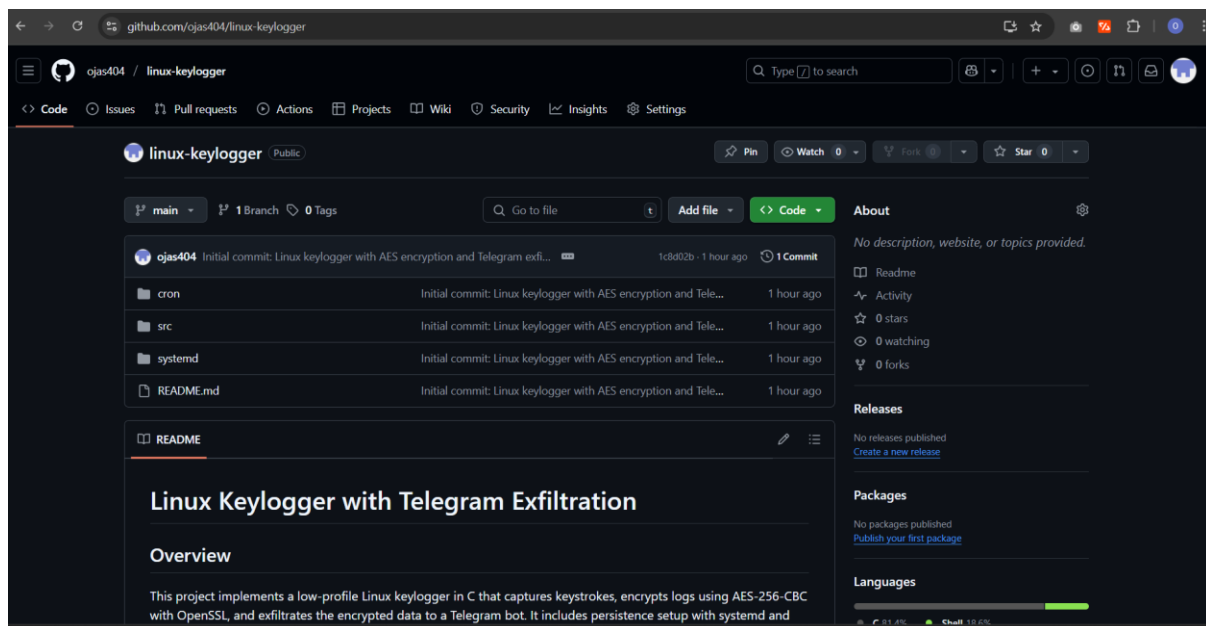 github.com/ojas404/linux-keylogger
ojas404 / linux-keylogger
Type / to search
Code Issues Pull requests Actions Projects Wiki Security Insights Settings
linux-keylogger Public
Pin Watch 0 Fork 0 Star 0
main 1 Branch 0 Tags Go to file t Add file Code
ojas404 Initial commit: Linux keylogger with AES encryption and Telegram exfi... 1c8d02b · 1 hour ago 1 Commit
cron Initial commit: Linux keylogger with AES encryption and Tele... 1 hour ago
src Initial commit: Linux keylogger with AES encryption and Tele... 1 hour ago
systemd Initial commit: Linux keylogger with AES encryption and Tele... 1 hour ago
README.md Initial commit: Linux keylogger with AES encryption and Tele... 1 hour ago
README
Linux Keylogger with Telegram Exfiltration
Overview
This project implements a low-profile Linux keylogger in C that captures keystrokes, encrypts logs using AES-256-CBC
with OpenSSL, and exfiltrates the encrypted data to a Telegram bot. It includes persistence setup with systemd and
About
No description, website, or topics provided.
Readme
Activity
0 stars
0 watching
0 forks
Releases
No releases published
Create a new release
Packages
No packages published
Publish your first package
Languages
C 81.4% Shell 18.6%